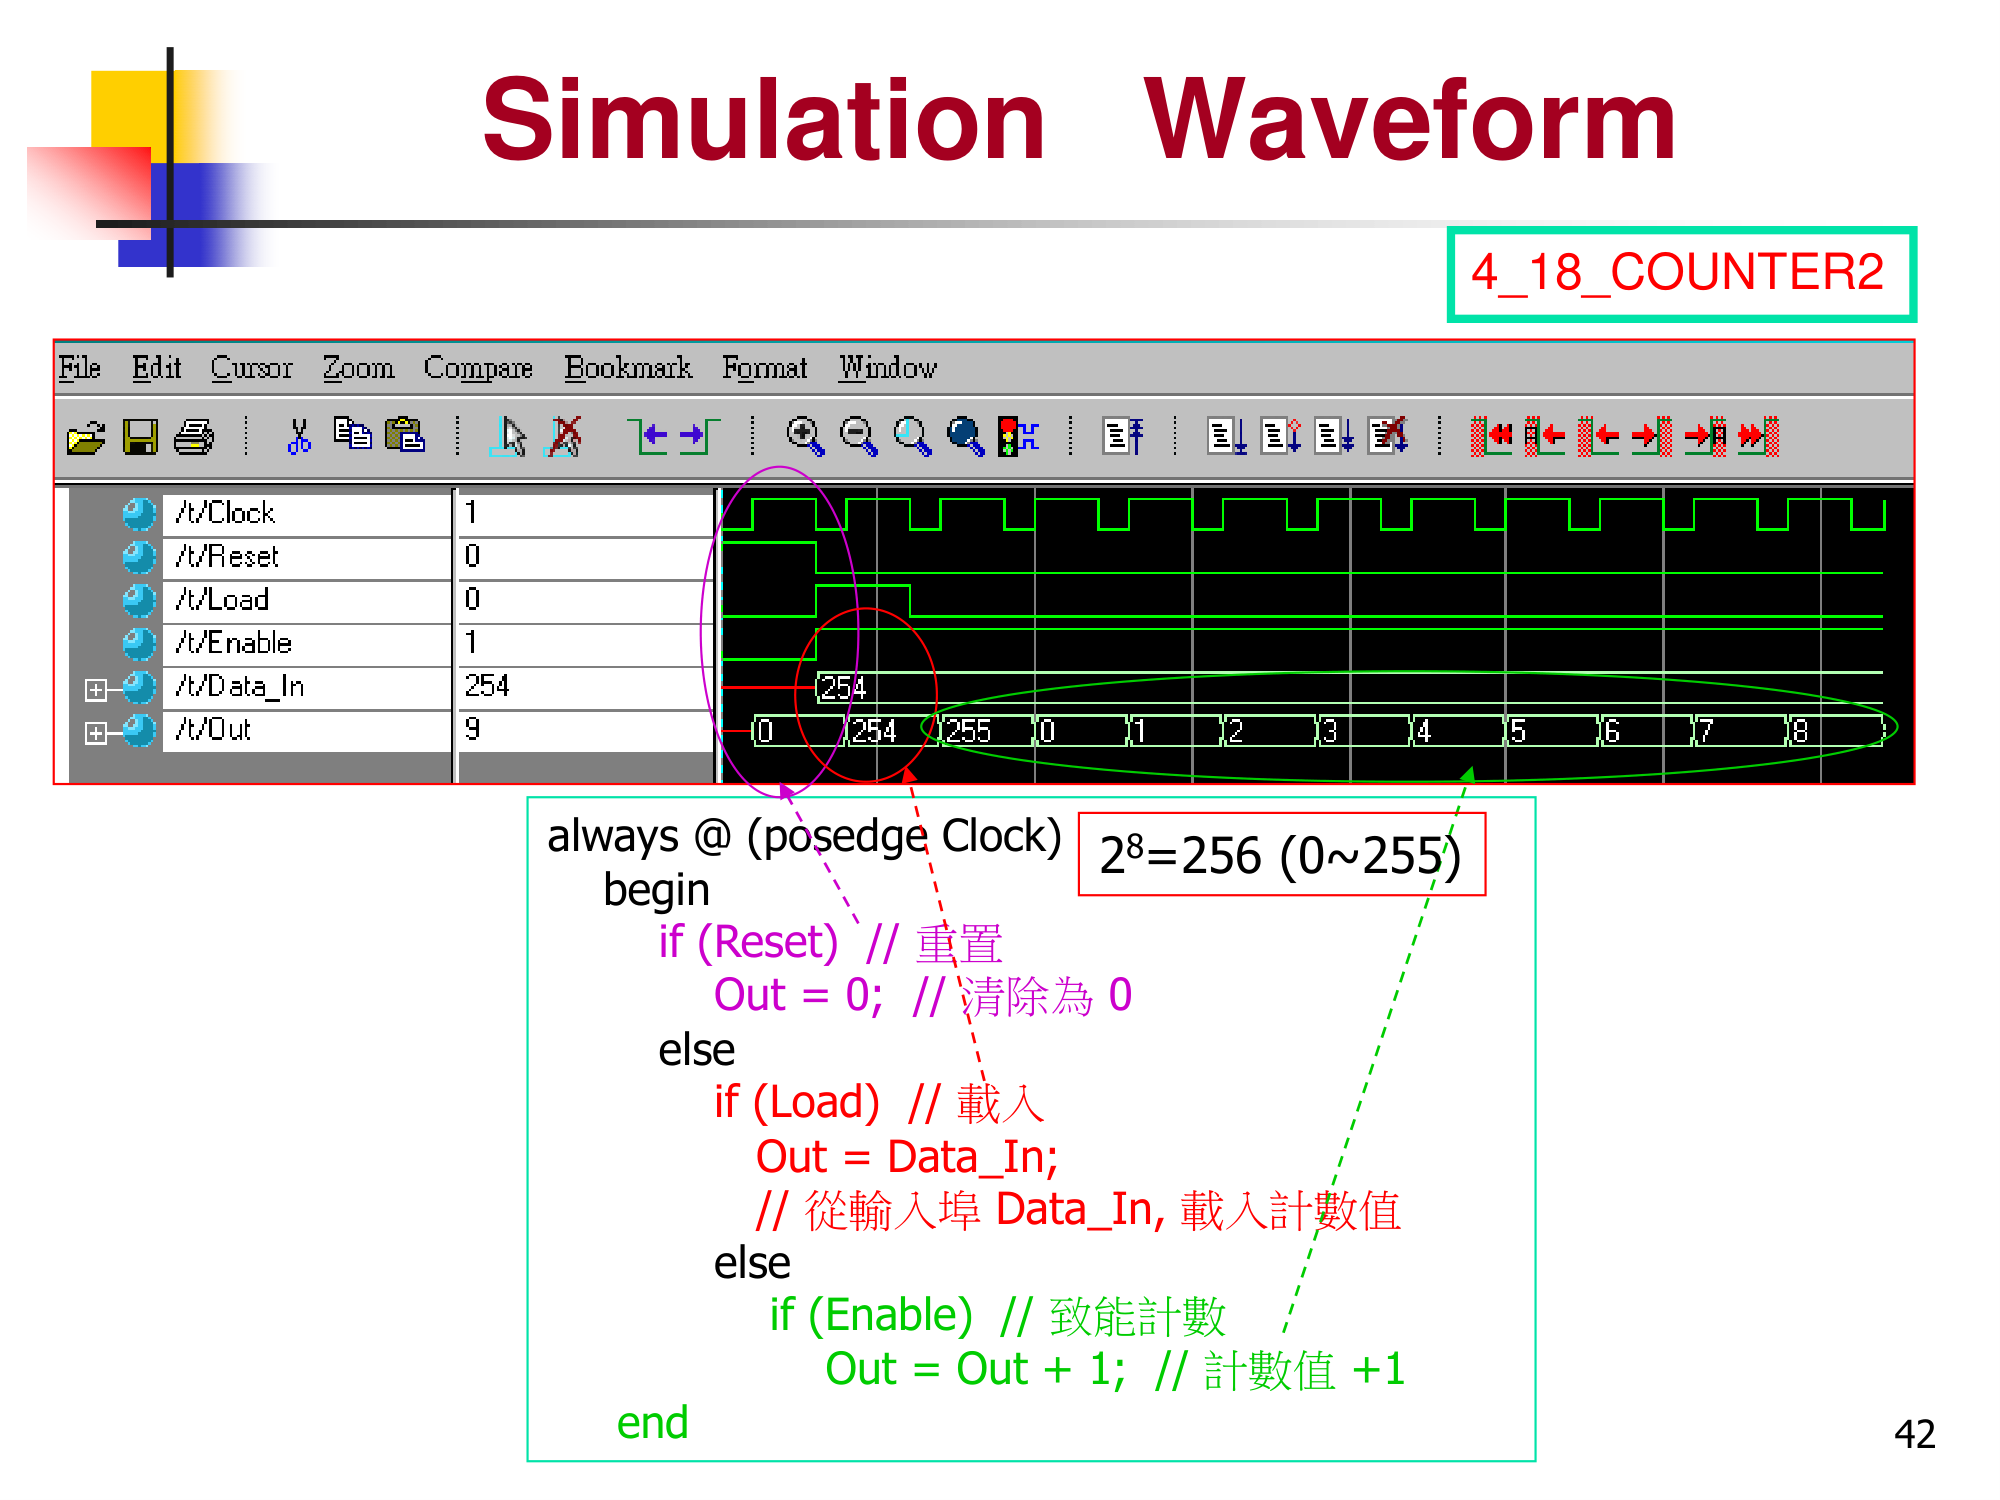 Simulation Waveform
4_18_COUNTER2
File Edit Cursor Zoom Compare Bookmark Format Window
/t/Clock 1
/t/Reset 0
/t/Load 0
/t/Enable 1
/t/Data_In 254 254
/t/Out 9 0 254 255 0 1 2 3 4 5 6 7 8
always @ (posedge Clock)
2⁸=256 (0~255)
begin
if (Reset) // 重置
Out = 0; // 清除為 0
else
if (Load) // 載入
Out = Data_In;
// 從輸入埠 Data_In, 載入計數值
else
if (Enable) // 致能計數
Out = Out + 1; // 計數值 +1
end
42